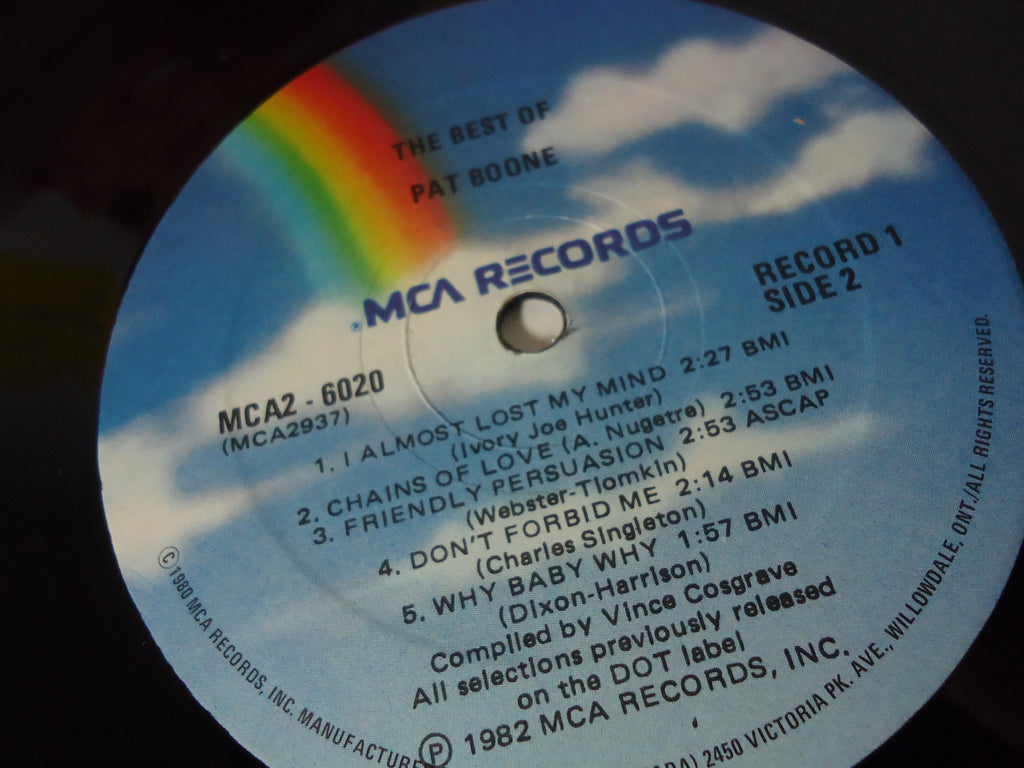 THE BEST OF
PAT BOONE
® MCA RECORDS
RECORD 1
SIDE 2
MCA2 - 6020
(MCA2937)
1. I ALMOST LOST MY MIND 2:27 BMI
(Ivory Joe Hunter)
2. CHAINS OF LOVE (A. Nugetre) 2:53 BMI
3. FRIENDLY PERSUASION 2:53 ASCAP
(Webster-Tiomkin)
4. DON'T FORBID ME 2:14 BMI
(Charles Singleton)
5. WHY BABY WHY 1:57 BMI
(Dixon-Harrison)
Compiled by Vince Cosgrave
All selections previously released
on the DOT label
℗ 1982 MCA RECORDS, INC.
© 1980 MCA RECORDS, INC. MANUFACTURE
2450 VICTORIA PK. AVE., WILLOWDALE, ONT./ALL RIGHTS RESERVED.